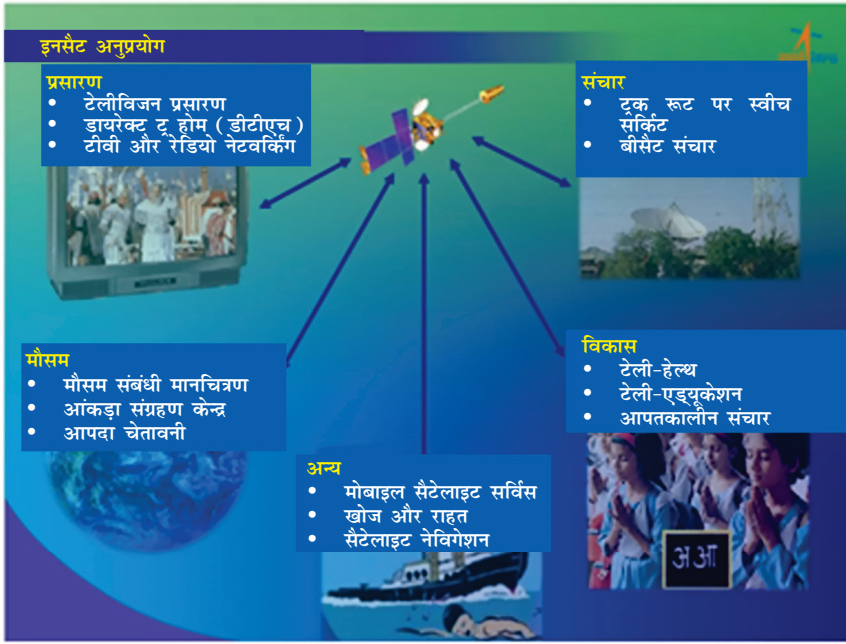 इनसैट अनुप्रयोग
प्रसारण
• टेलीविजन प्रसारण
• डायरेक्ट टू होम ( डीटीएच )
• टीवी और रेडियो नेटवर्किंग
संचार
• ट्रक रूट पर स्वीच
सर्किट
• बीसैट संचार
मौसम
• मौसम संबंधी मानचित्रण
• आंकड़ा संग्रहण केन्द्र
• आपदा चेतावनी
विकास
• टेली-हेल्थ
• टेली-एड्यूकेशन
• आपतकालीन संचार
अन्य
• मोबाइल सैटेलाइट सर्विस
• खोज और राहत
• सैटेलाइट नेविगेशन
अ आ